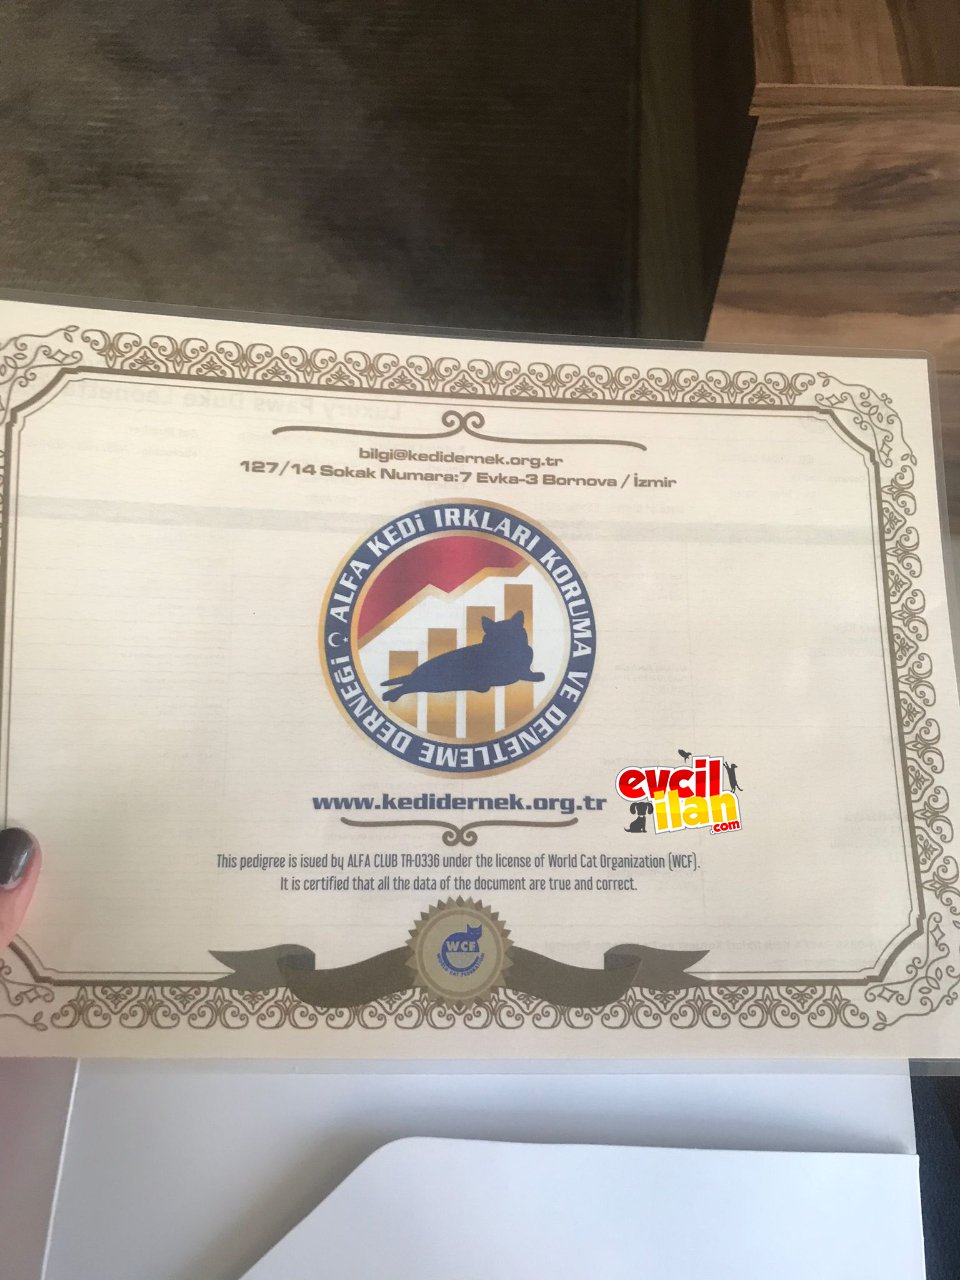 bilgi@kedidernek.org.tr
127/14 Sokak Numara:7 Evka-3 Bornova / İzmir
ALFA KEDİ IRKLARI KORUMA VE DENETLEME DERNEĞİ
www.kedidernek.org.tr
evcil
ilan
.com
This pedigree is isued by ALFA CLUB TR-0336 under the license of World Cat Organization (WCF).
It is certified that all the data of the document are true and correct.
WCF
WORLD CAT FEDERATION